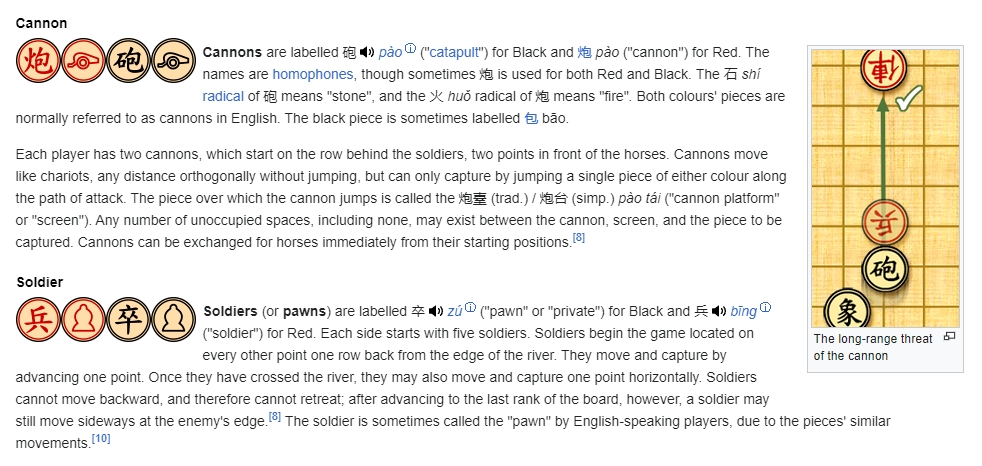 Cannon
炮 砲 Cannons are labelled 砲 pào ⓘ ("catapult") for Black and 炮 pào ("cannon") for Red. The
names are homophones, though sometimes 炮 is used for both Red and Black. The 石 shí
radical of 砲 means "stone", and the 火 huǒ radical of 炮 means "fire". Both colours' pieces are
normally referred to as cannons in English. The black piece is sometimes labelled 包 bāo.
Each player has two cannons, which start on the row behind the soldiers, two points in front of the horses. Cannons move
like chariots, any distance orthogonally without jumping, but can only capture by jumping a single piece of either colour along
the path of attack. The piece over which the cannon jumps is called the 炮臺 (trad.) / 炮台 (simp.) pào tái ("cannon platform"
or "screen"). Any number of unoccupied spaces, including none, may exist between the cannon, screen, and the piece to be
captured. Cannons can be exchanged for horses immediately from their starting positions.[8]
Soldier
兵 卒 Soldiers (or pawns) are labelled 卒 zú ⓘ ("pawn" or "private") for Black and 兵 bīng ⓘ
("soldier") for Red. Each side starts with five soldiers. Soldiers begin the game located on
every other point one row back from the edge of the river. They move and capture by
advancing one point. Once they have crossed the river, they may also move and capture one point horizontally. Soldiers
cannot move backward, and therefore cannot retreat; after advancing to the last rank of the board, however, a soldier may
still move sideways at the enemy's edge.[8] The soldier is sometimes called the "pawn" by English-speaking players, due to the pieces' similar
movements.[10]
俥
兵
砲
象
The long-range threat
of the cannon